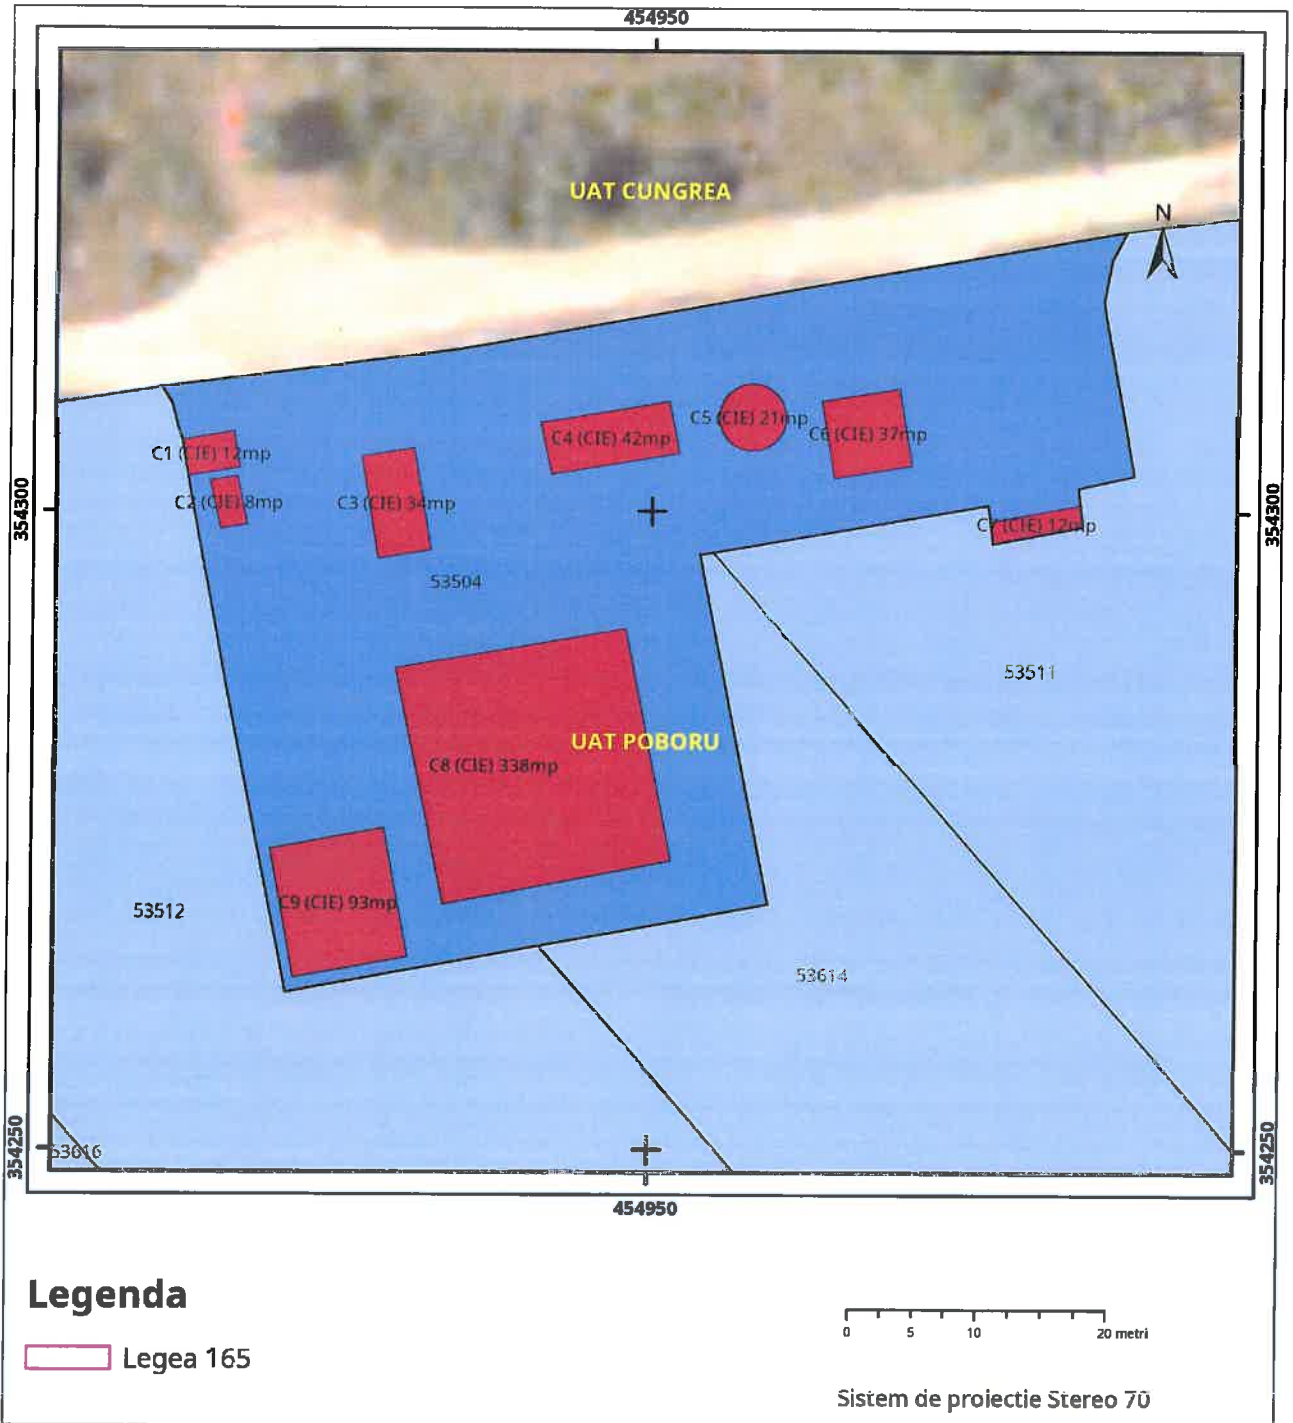 454950
UAT CUNGREA
N
C5 (CIE) 21mp
C4 (CIE) 42mp
C6 (CIE) 37mp
C1 (CIE) 12mp
C2 (CIE) 8mp
C3 (CIE) 34mp
354300
354300
C7 (CIE) 12mp
53504
53511
UAT POBORU
C8 (CIE) 338mp
C9 (CIE) 93mp
53512
53614
354250
53616
354250
454950
Legenda
Legea 165
0 5 10 20 metri
Sistem de proiectie Stereo 70